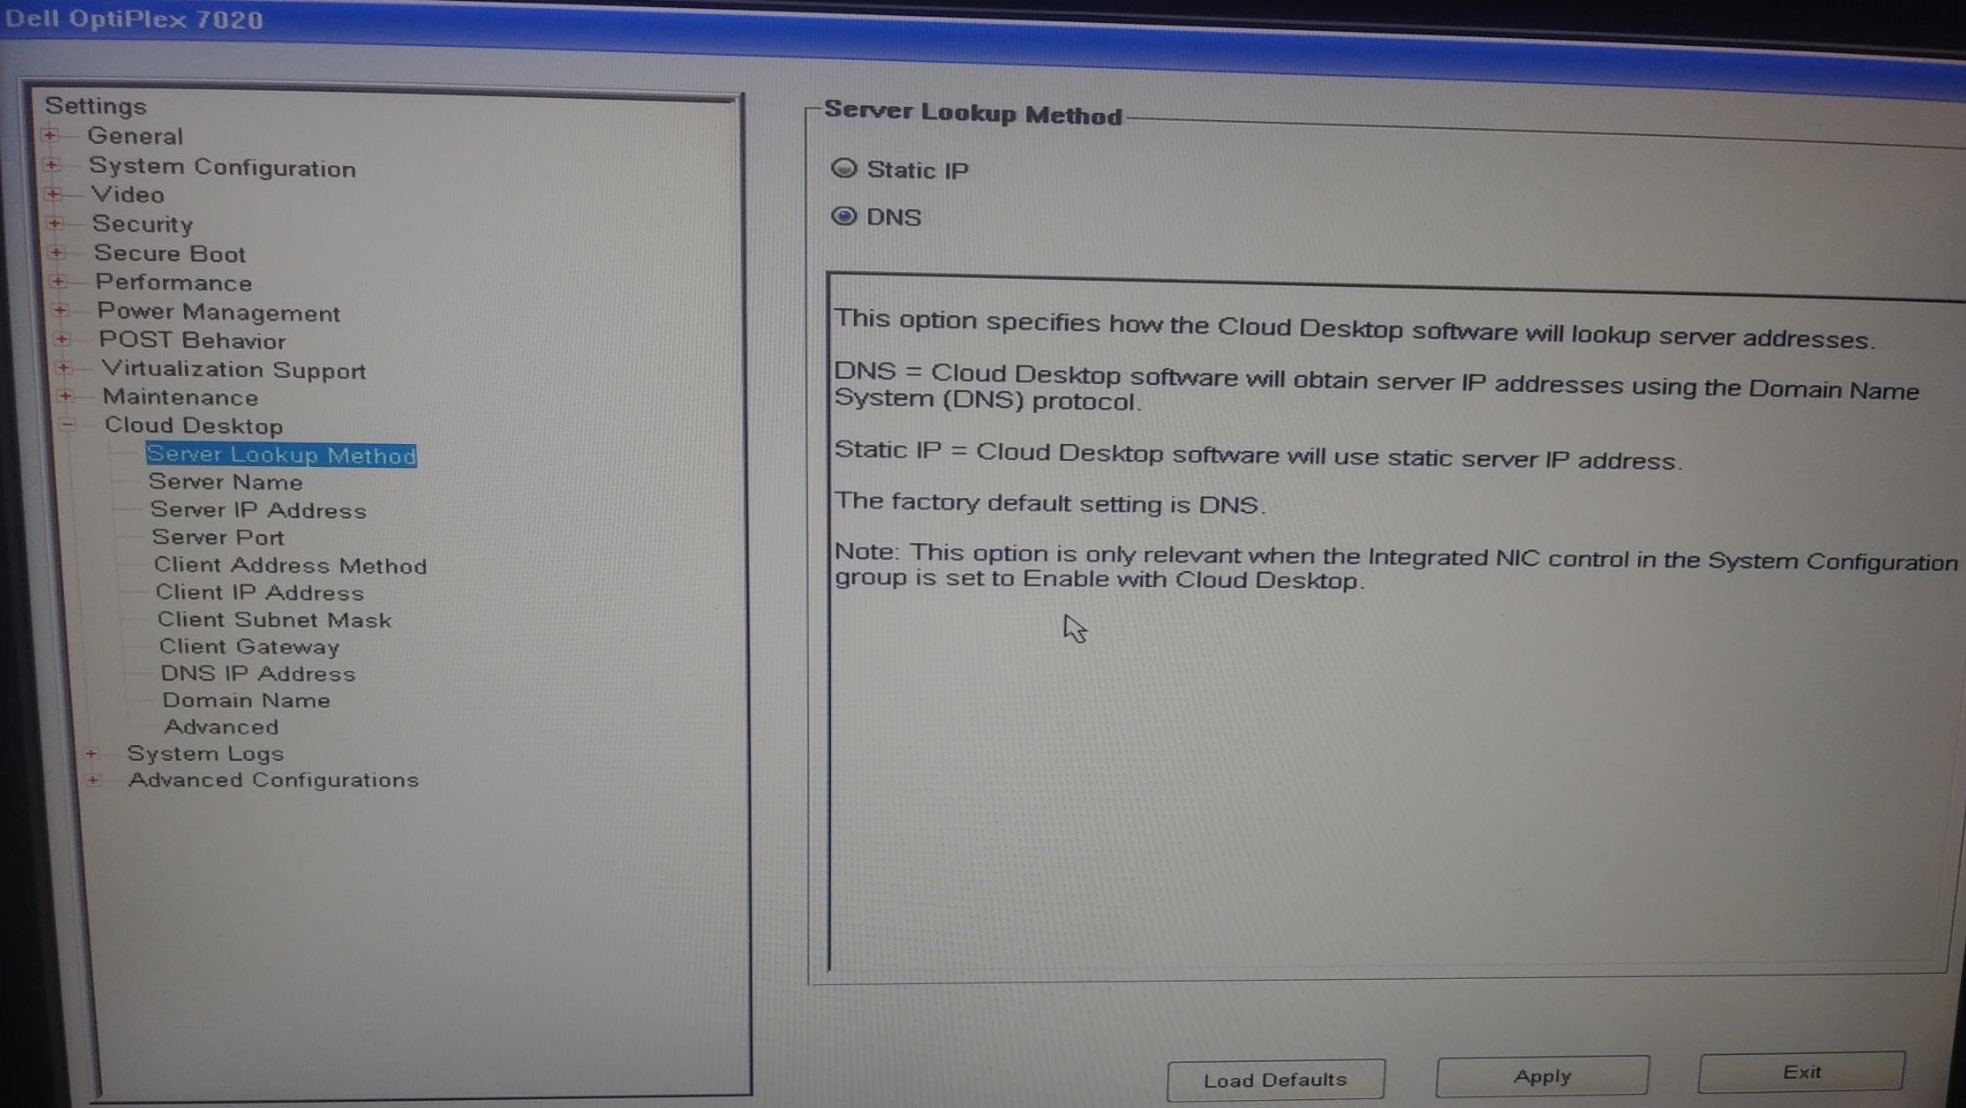 Dell OptiPlex 7020
Settings
General
System Configuration
Video
Security
Secure Boot
Performance
Power Management
POST Behavior
Virtualization Support
Maintenance
Cloud Desktop
Server Lookup Method
Server Name
Server IP Address
Server Port
Client Address Method
Client IP Address
Client Subnet Mask
Client Gateway
DNS IP Address
Domain Name
Advanced
System Logs
Advanced Configurations
Server Lookup Method
Static IP
DNS
This option specifies how the Cloud Desktop software will lookup server addresses.
DNS = Cloud Desktop software will obtain server IP addresses using the Domain Name
System (DNS) protocol.
Static IP = Cloud Desktop software will use static server IP address.
The factory default setting is DNS.
Note: This option is only relevant when the Integrated NIC control in the System Configuration
group is set to Enable with Cloud Desktop.
Load Defaults
Apply
Exit